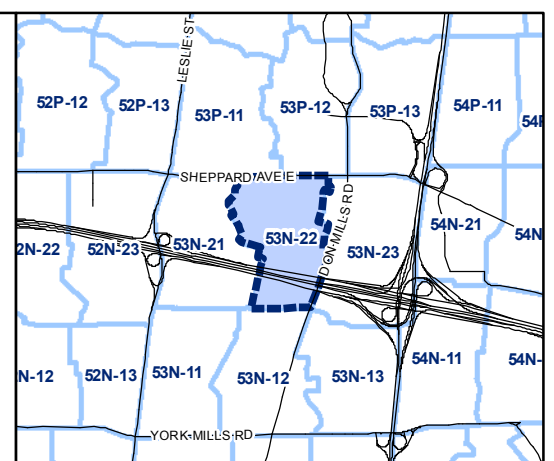 LESLIE ST
52P-12
52P-13
53P-11
53P-12
53P-13
54P-11
54P
SHEPPARD AVE E
DON MILLS RD
2N-22
52N-23
53N-21
53N-22
53N-23
54N-21
54N
N-12
52N-13
53N-11
53N-12
53N-13
54N-11
54N-
YORK MILLS RD